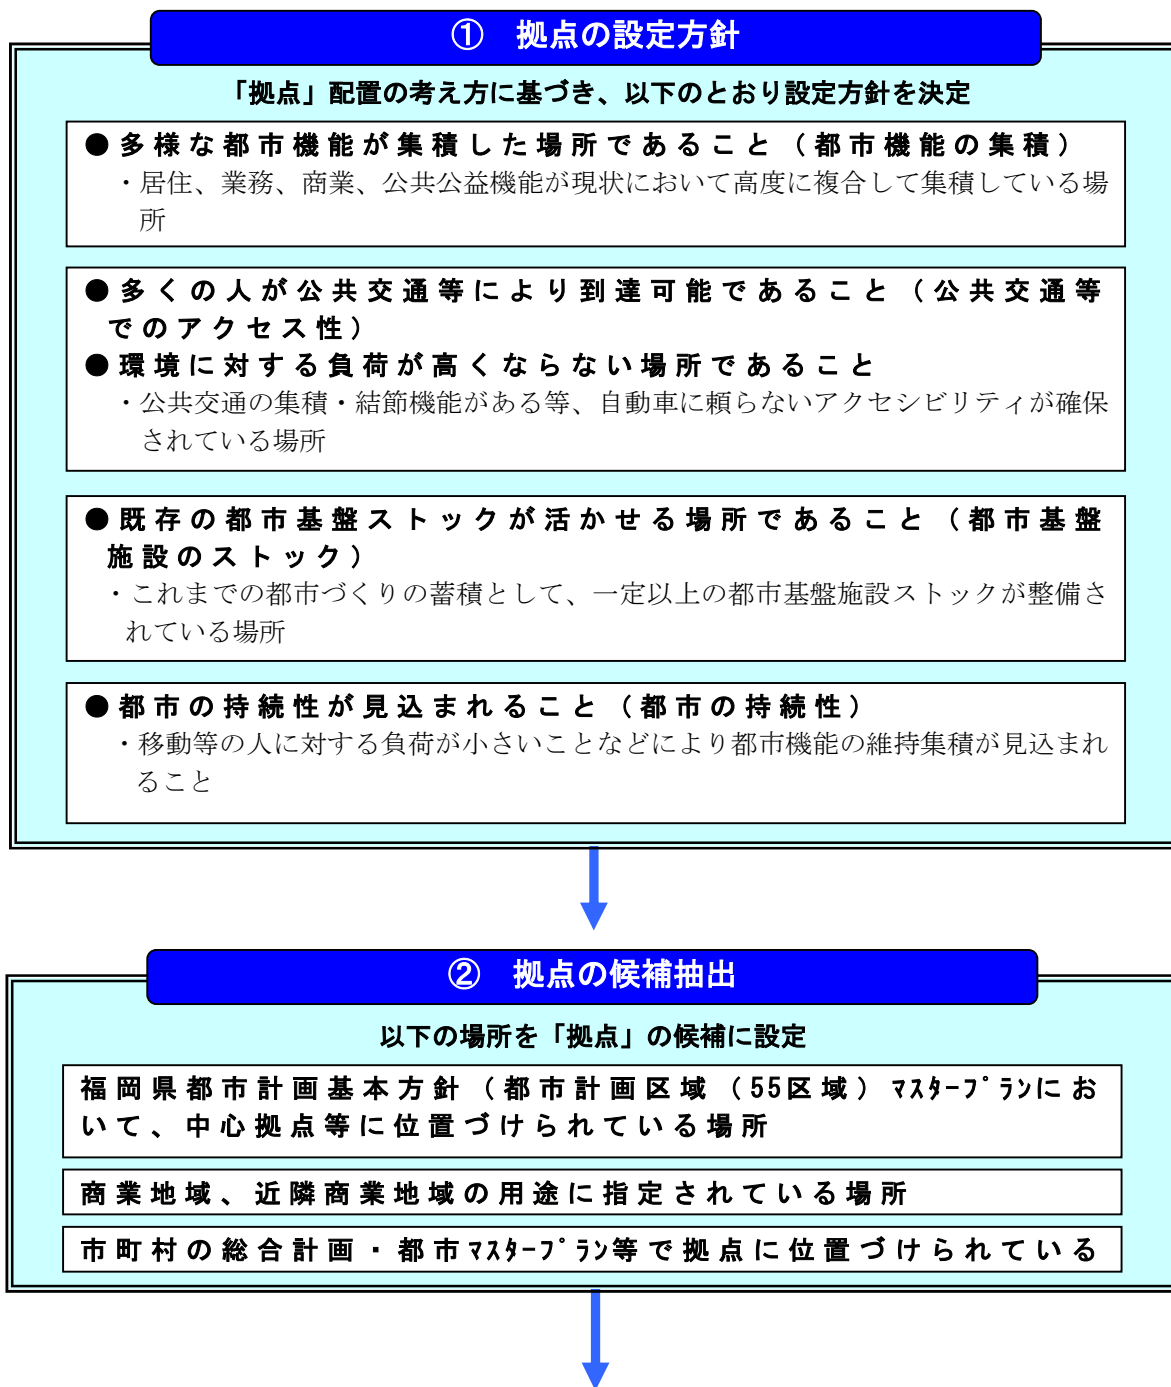 ① 拠点の設定方針
「拠点」配置の考え方に基づき、以下のとおり設定方針を決定
●多様な都市機能が集積した場所であること（都市機能の集積）
・居住、業務、商業、公共公益機能が現状において高度に複合して集積している場
所
●多くの人が公共交通等により到達可能であること（公共交通等
でのアクセス性）
●環境に対する負荷が高くならない場所であること
・公共交通の集積・結節機能がある等、自動車に頼らないアクセシビリティが確保
されている場所
●既存の都市基盤ストックが活かせる場所であること（都市基盤
施設のストック）
・これまでの都市づくりの蓄積として、一定以上の都市基盤施設ストックが整備さ
れている場所
●都市の持続性が見込まれること（都市の持続性）
・移動等の人に対する負荷が小さいことなどにより都市機能の維持集積が見込まれ
ること
② 拠点の候補抽出
以下の場所を「拠点」の候補に設定
福岡県都市計画基本方針（都市計画区域（55区域）ﾏｽﾀｰﾌﾟﾗﾝにお
いて、中心拠点等に位置づけられている場所
商業地域、近隣商業地域の用途に指定されている場所
市町村の総合計画・都市ﾏｽﾀｰﾌﾟﾗﾝ等で拠点に位置づけられている